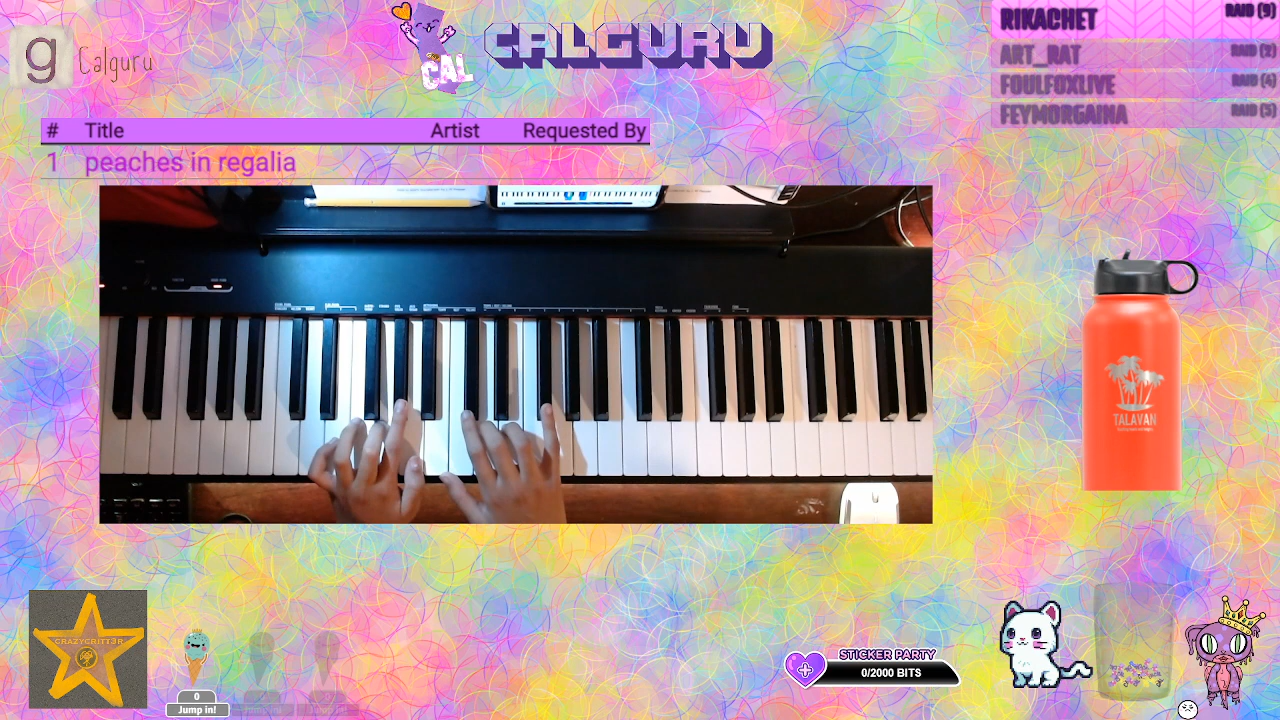 g Calguru
CAL
CALGURU
RIKACHET RAID (9)
ART_RAT RAID (2)
FOULFOXLIVE RAID (4)
FEYMORGAINA RAID (5)
# Title Artist Requested By
1 peaches in regalia
TALAVAN
CRAZYCRITT3R
0
Jump in!
STICKER PARTY
0/2000 BITS